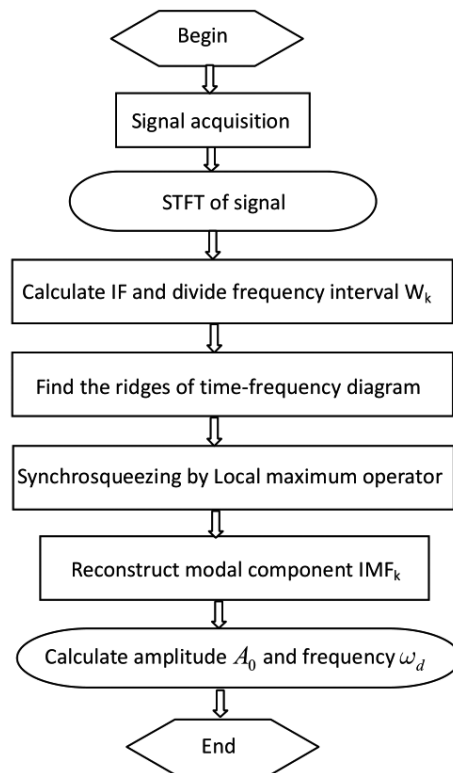 Begin
Signal acquisition
STFT of signal
Calculate IF and divide frequency interval Wₖ
Find the ridges of time-frequency diagram
Synchrosqueezing by Local maximum operator
Reconstruct modal component IMFₖ
Calculate amplitude A₀ and frequency ω_d
End